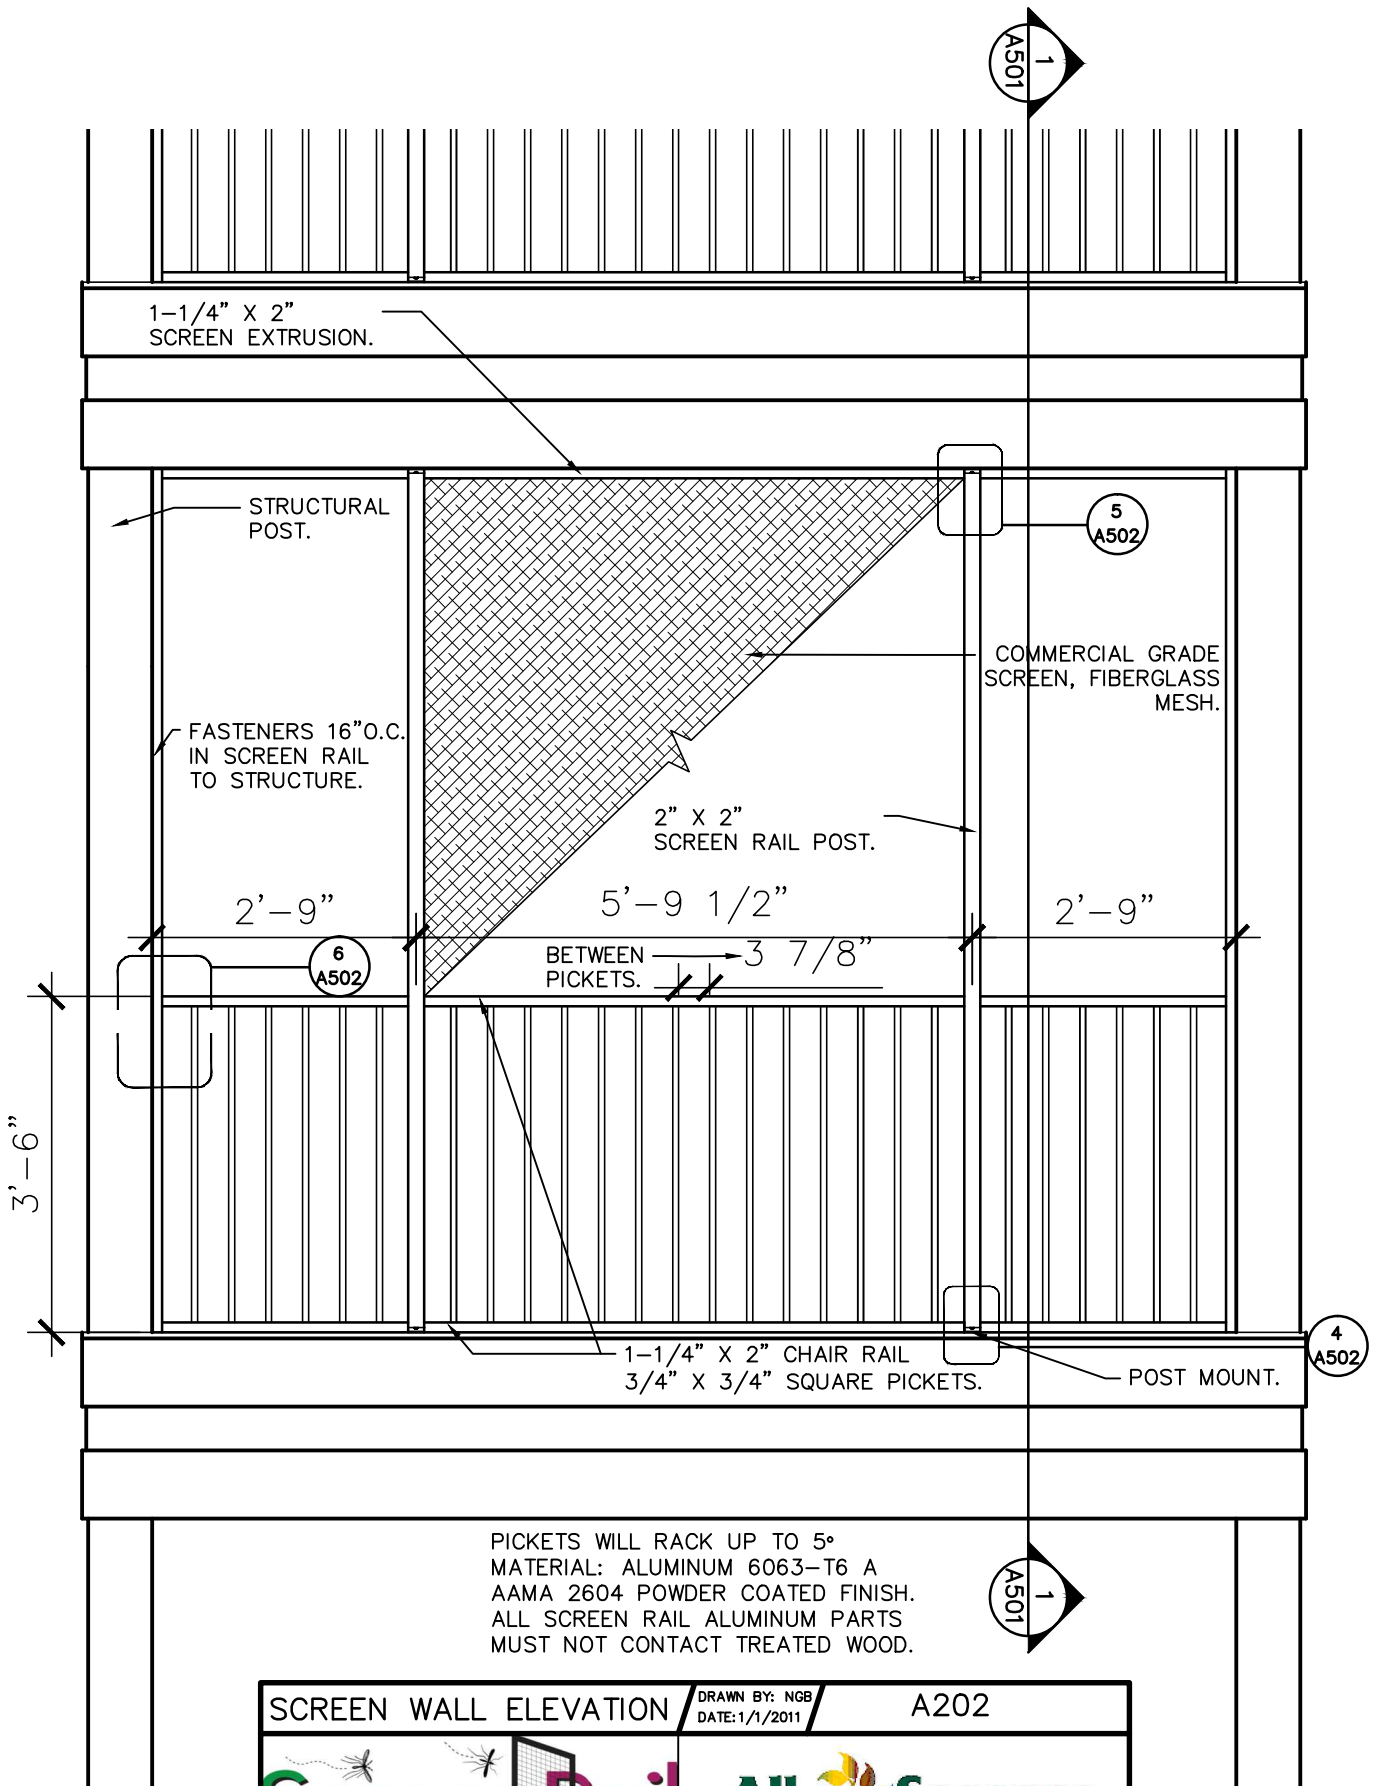 1
A501
1-1/4" X 2"
SCREEN EXTRUSION.
STRUCTURAL
POST.
5
A502
COMMERCIAL GRADE
SCREEN, FIBERGLASS
MESH.
FASTENERS 16"O.C.
IN SCREEN RAIL
TO STRUCTURE.
2" X 2"
SCREEN RAIL POST.
2'-9"
5'-9 1/2"
2'-9"
6
A502
BETWEEN
PICKETS.
3 7/8"
3'-6"
1-1/4" X 2" CHAIR RAIL
3/4" X 3/4" SQUARE PICKETS.
4
A502
POST MOUNT.
PICKETS WILL RACK UP TO 5°
MATERIAL: ALUMINUM 6063-T6 A
AAMA 2604 POWDER COATED FINISH.
ALL SCREEN RAIL ALUMINUM PARTS
MUST NOT CONTACT TREATED WOOD.
1
A501
SCREEN WALL ELEVATION
DRAWN BY: NGB
DATE:1/1/2011
A202